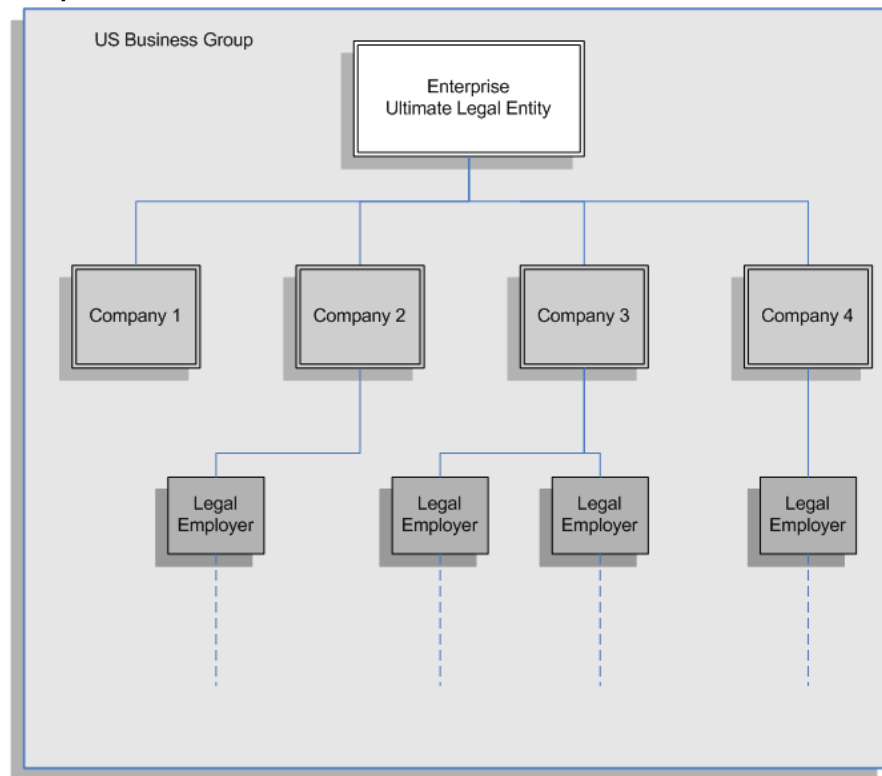 US Business Group
Enterprise
Ultimate Legal Entity
Company 1
Company 2
Company 3
Company 4
Legal
Employer
Legal
Employer
Legal
Employer
Legal
Employer